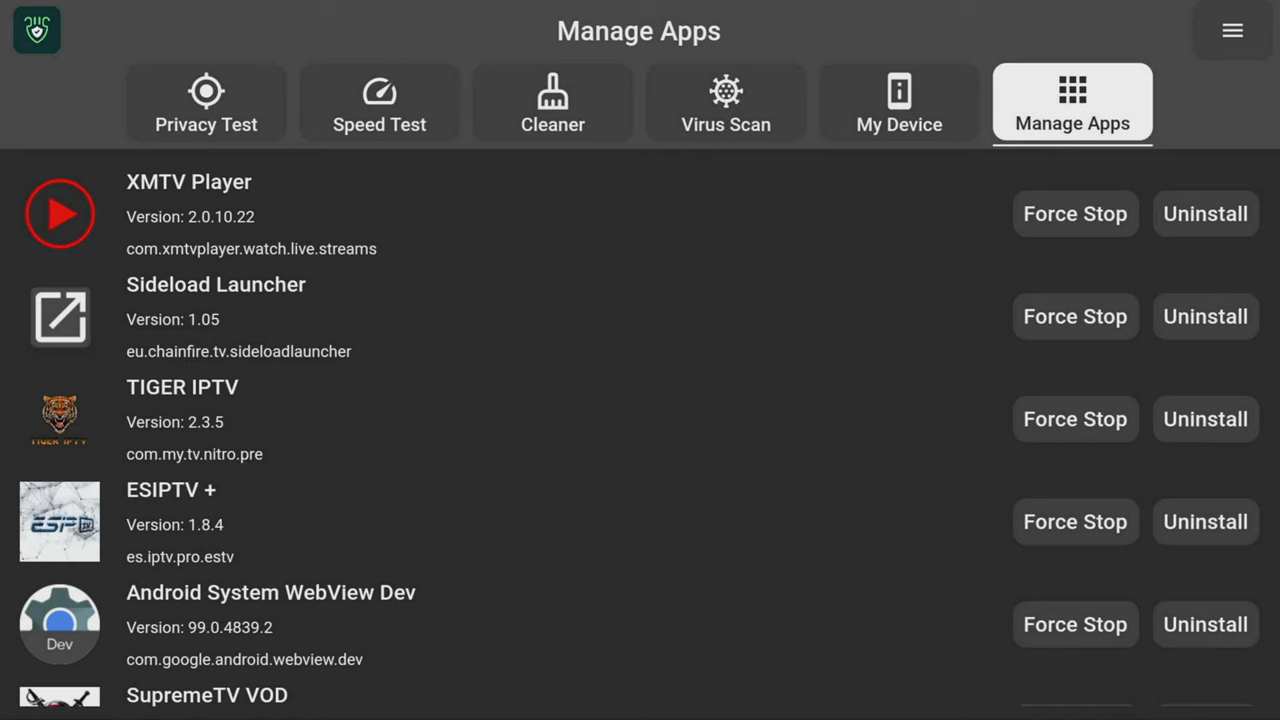 Manage Apps
Privacy Test
Speed Test
Cleaner
Virus Scan
My Device
Manage Apps
XMTV Player
Version: 2.0.10.22
com.xmtvplayer.watch.live.streams
Force Stop
Uninstall
Sideload Launcher
Version: 1.05
eu.chainfire.tv.sideloadlauncher
Force Stop
Uninstall
TIGER IPTV
TIGER IPTV
Version: 2.3.5
com.my.tv.nitro.pre
Force Stop
Uninstall
ESIPTV +
Version: 1.8.4
es.iptv.pro.estv
Force Stop
Uninstall
Dev
Android System WebView Dev
Version: 99.0.4839.2
com.google.android.webview.dev
Force Stop
Uninstall
SupremeTV VOD